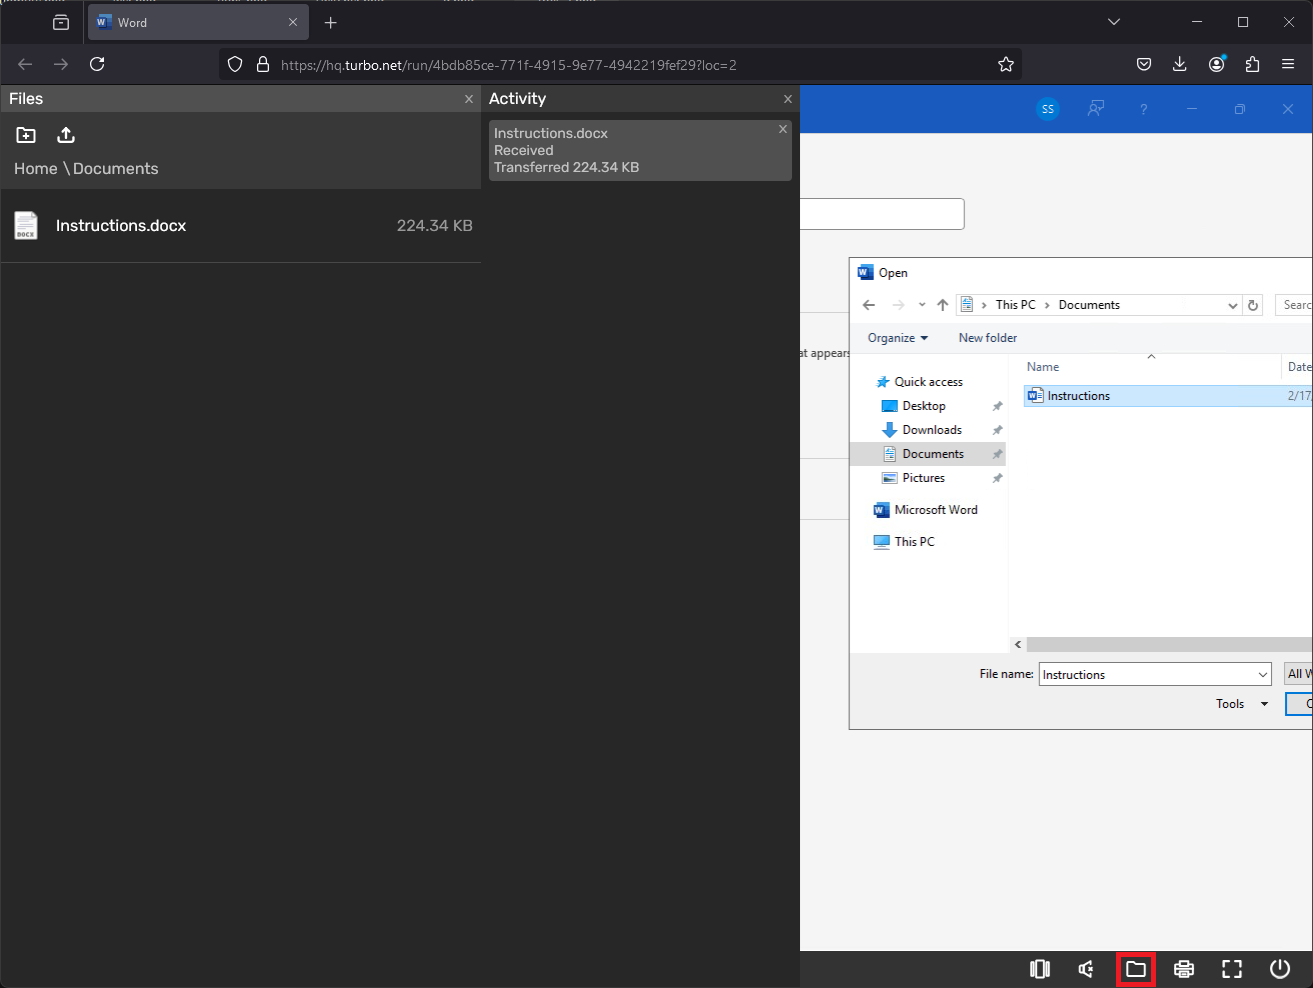 Word
https://hq.turbo.net/run/4bdb85ce-771f-4915-9e77-4942219fef29?loc=2
Files
Home \ Documents
Instructions.docx
224.34 KB
DOCX
Activity
Instructions.docx
Received
Transferred 224.34 KB
SS
?
at appears
Open
This PC > Documents
Searc
Organize
New folder
Quick access
Desktop
Downloads
Documents
Pictures
Microsoft Word
This PC
Name
Date
Instructions
2/17/
File name:
Instructions
All W
Tools